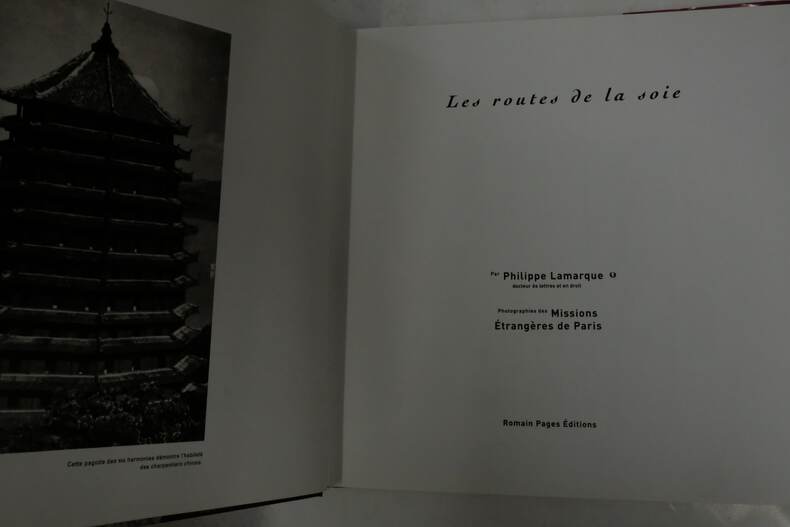 Cette pagode des six harmonies démontre l'habileté
des charpentiers chinois.
Les routes de la soie
Par Philippe Lamarque
docteur ès lettres et en droit
Photographies des Missions
Étrangères de Paris
Romain Pages Éditions